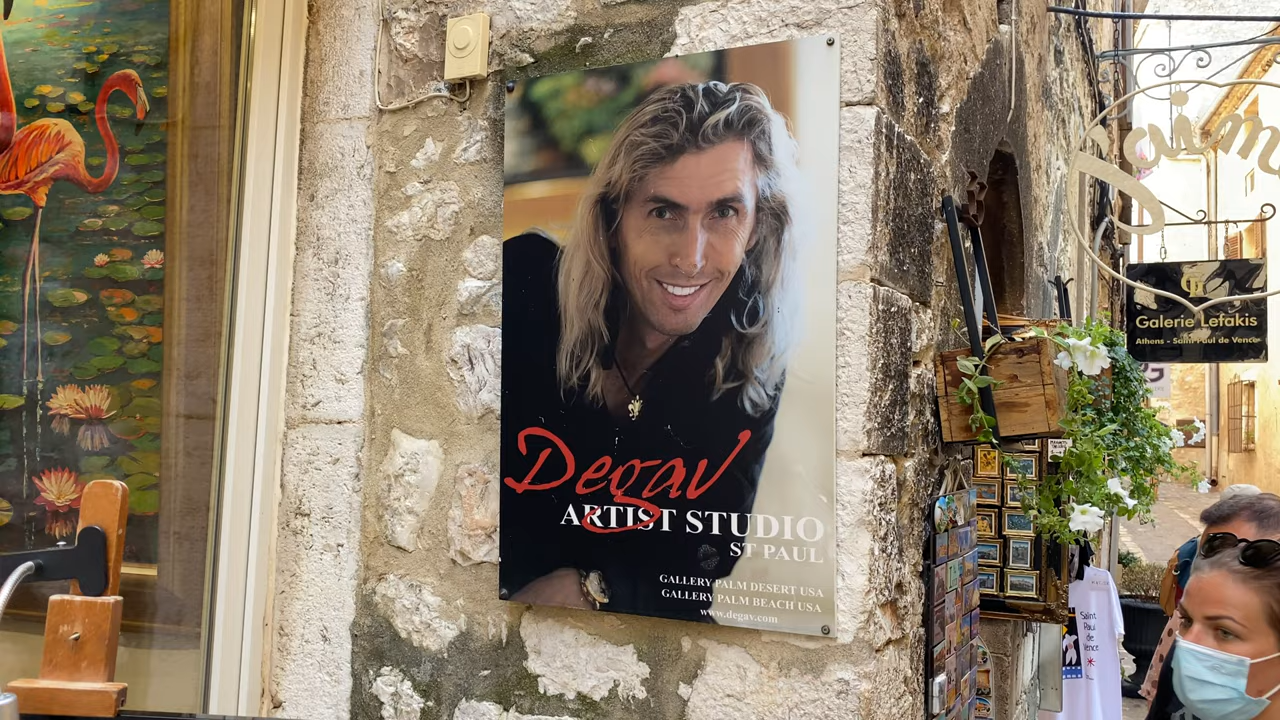 Degav
ARTIST STUDIO
ST PAUL
GALLERY PALM DESERT USA
GALLERY PALM BEACH USA
www.degav.com
Galerie Lefakis
Athens - Saint Paul de Vence
Saint
Paul
de
Vence